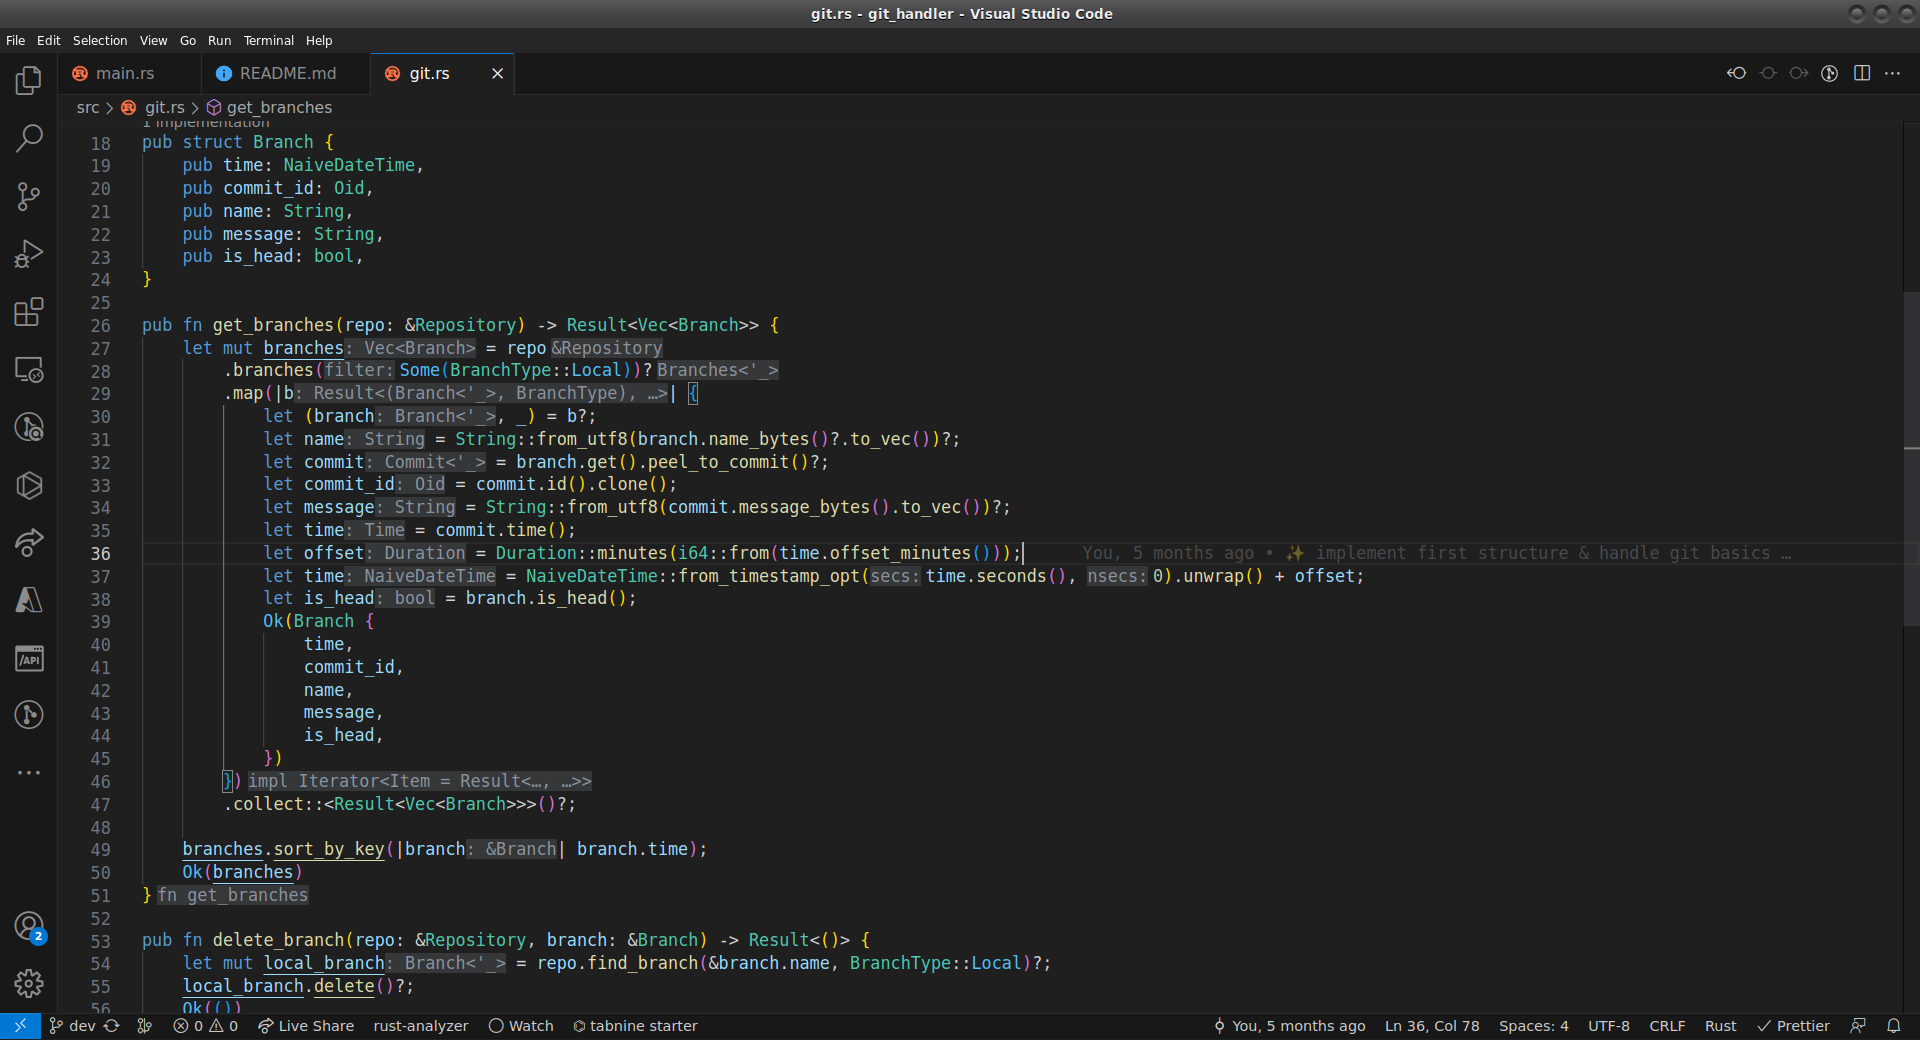 git.rs - git_handler - Visual Studio Code
File Edit Selection View Go Run Terminal Help
main.rs README.md git.rs
src > git.rs > get_branches
1 implementation
18 pub struct Branch {
19 pub time: NaiveDateTime,
20 pub commit_id: Oid,
21 pub name: String,
22 pub message: String,
23 pub is_head: bool,
24 }
25
26 pub fn get_branches(repo: &Repository) -> Result<Vec<Branch>> {
27 let mut branches: Vec<Branch> = repo &Repository
28 .branches(filter: Some(BranchType::Local))? Branches<'_>
29 .map(|b: Result<(Branch<'_>, BranchType), …>| {
30 let (branch: Branch<'_>, _) = b?;
31 let name: String = String::from_utf8(branch.name_bytes()?.to_vec())?;
32 let commit: Commit<'_> = branch.get().peel_to_commit()?;
33 let commit_id: Oid = commit.id().clone();
34 let message: String = String::from_utf8(commit.message_bytes().to_vec())?;
35 let time: Time = commit.time();
36 let offset: Duration = Duration::minutes(i64::from(time.offset_minutes())); You, 5 months ago • ✨ implement first structure & handle git basics …
37 let time: NaiveDateTime = NaiveDateTime::from_timestamp_opt(secs: time.seconds(), nsecs: 0).unwrap() + offset;
38 let is_head: bool = branch.is_head();
39 Ok(Branch {
40 time,
41 commit_id,
42 name,
43 message,
44 is_head,
45 })
46 }) impl Iterator<Item = Result<…, …>>
47 .collect::<Result<Vec<Branch>>>()?;
48
49 branches.sort_by_key(|branch: &Branch| branch.time);
50 Ok(branches)
51 } fn get_branches
52
53 pub fn delete_branch(repo: &Repository, branch: &Branch) -> Result<()> {
54 let mut local_branch: Branch<'_> = repo.find_branch(&branch.name, BranchType::Local)?;
55 local_branch.delete()?;
56 Ok(())
/API
2
dev 0 0 Live Share rust-analyzer Watch tabnine starter You, 5 months ago Ln 36, Col 78 Spaces: 4 UTF-8 CRLF Rust Prettier